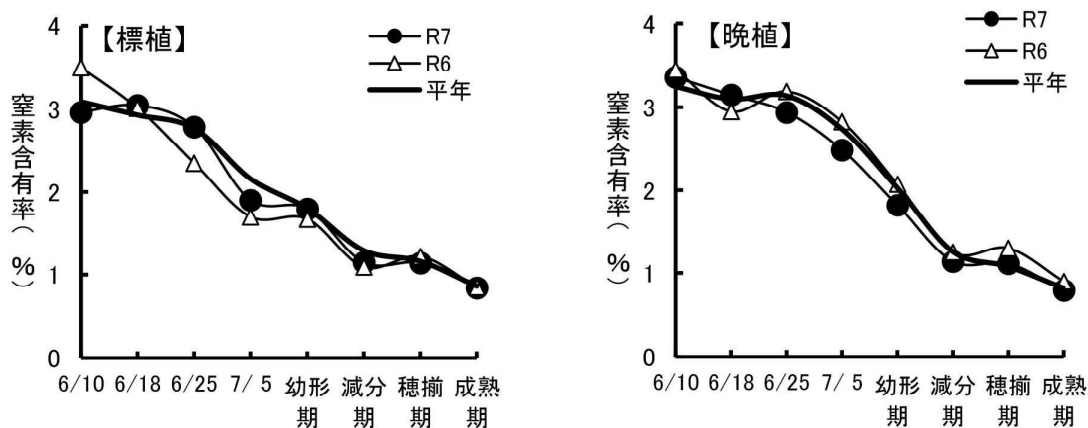 【標植】
R7
R6
平年
窒素含有率(%)
4
3
2
1
0
6/10 6/18 6/25 7/ 5 幼形期 減分期 穂揃期 成熟期
【晩植】
R7
R6
平年
窒素含有率(%)
4
3
2
1
0
6/10 6/18 6/25 7/ 5 幼形期 減分期 穂揃期 成熟期